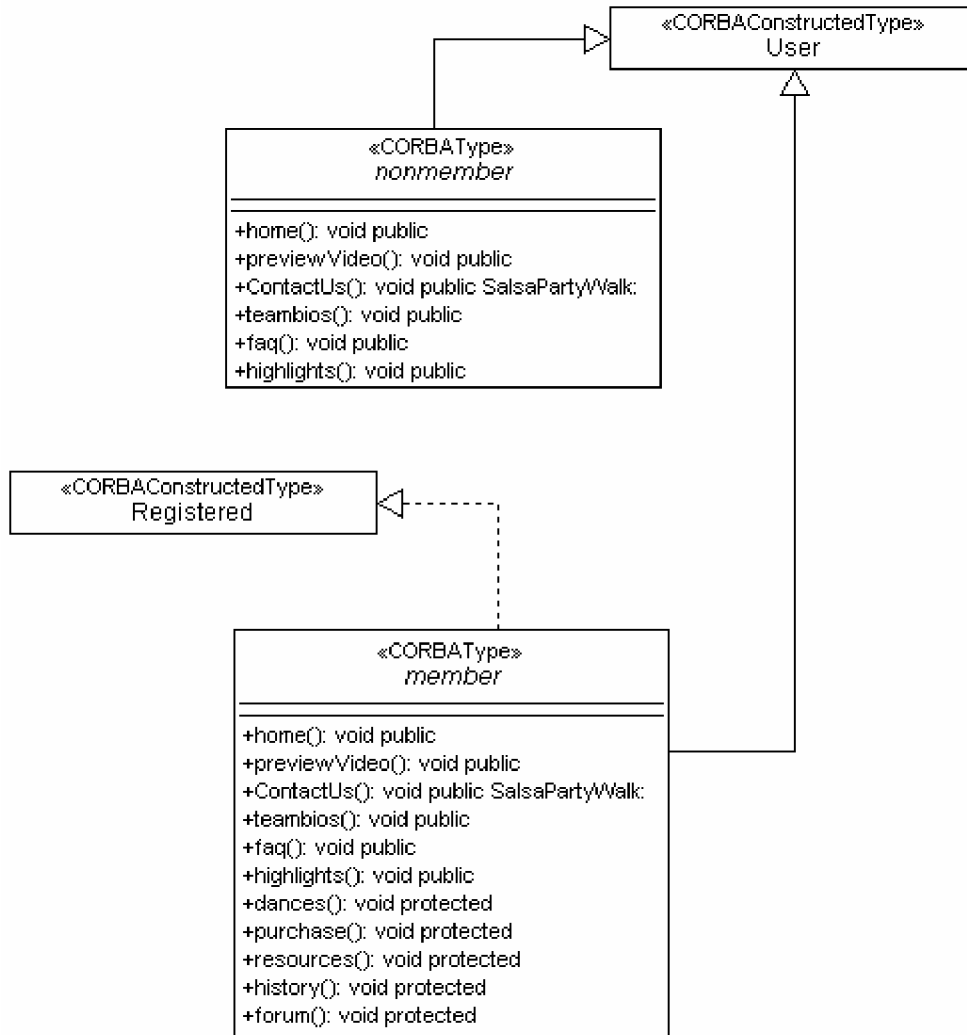 «CORBAConstructedType»
User
«CORBAType»
nonmember
+home(): void public
+previewVideo(): void public
+ContactUs(): void public SalsaPartyWalk:
+teambios(): void public
+faq(): void public
+highlights(): void public
«CORBAConstructedType»
Registered
«CORBAType»
member
+home(): void public
+previewVideo(): void public
+ContactUs(): void public SalsaPartyWalk:
+teambios(): void public
+faq(): void public
+highlights(): void public
+dances(): void protected
+purchase(): void protected
+resources(): void protected
+history(): void protected
+forum(): void protected